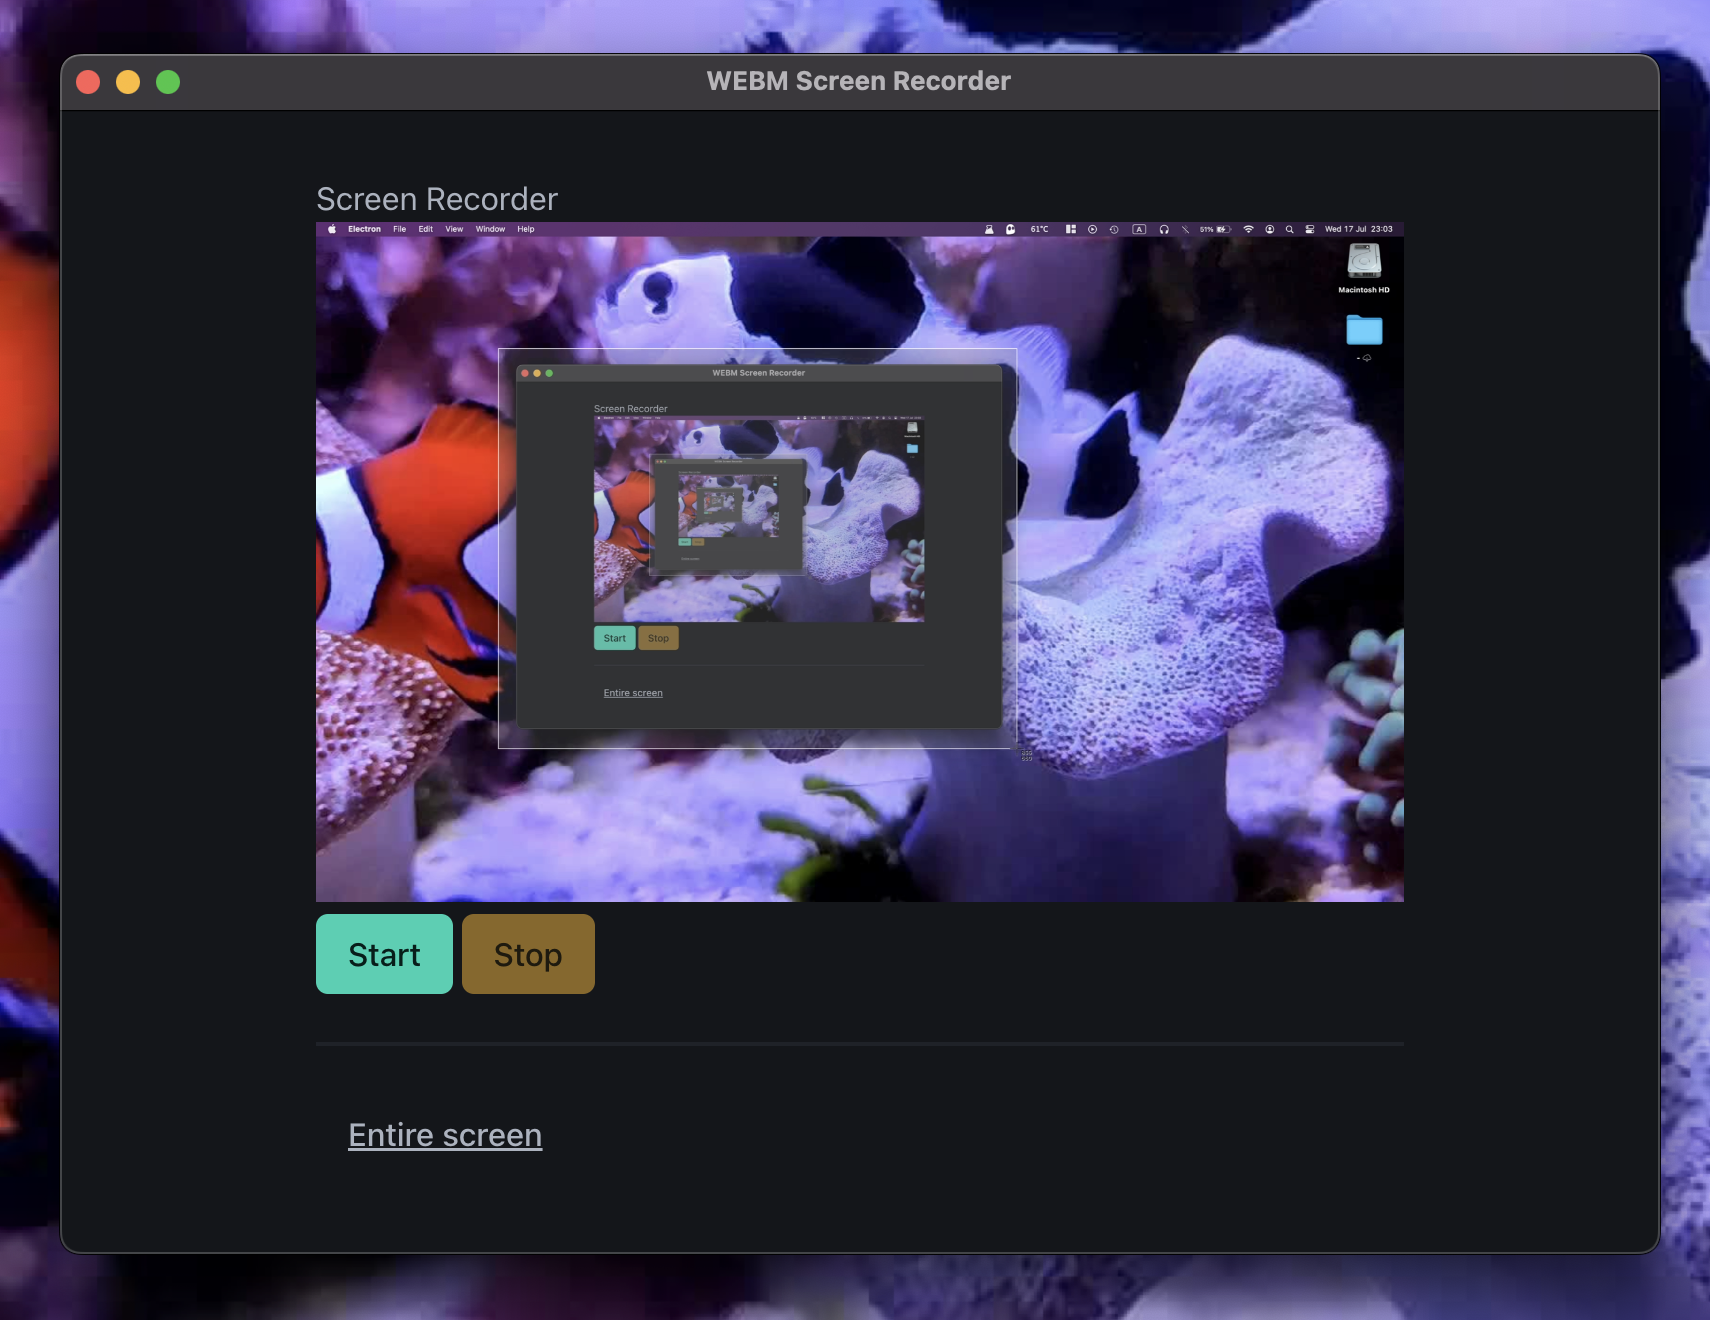 WEBM Screen Recorder
Screen Recorder
Electron File Edit View Window Help 61°C A 51% Wed 17 Jul 23:03
Macintosh HD
WEBM Screen Recorder
Screen Recorder
Start Stop
Entire screen
Start Stop
Entire screen